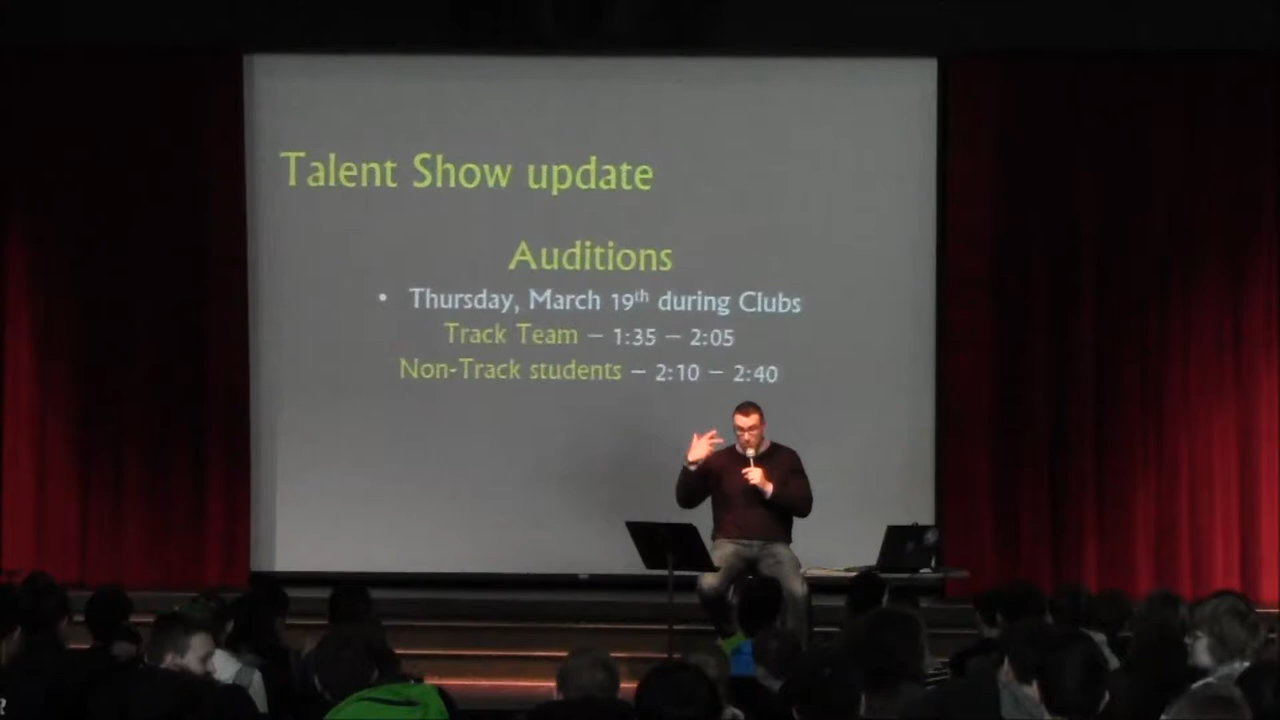 Talent Show update
Auditions
• Thursday, March 19th during Clubs
Track Team – 1:35 – 2:05
Non-Track students – 2:10 – 2:40